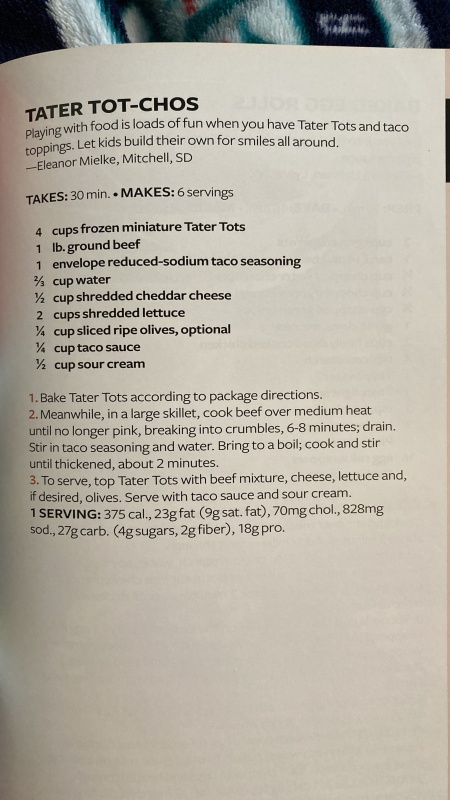 TATER TOT-CHOS
Playing with food is loads of fun when you have Tater Tots and taco
toppings. Let kids build their own for smiles all around.
—Eleanor Mielke, Mitchell, SD
TAKES: 30 min. • MAKES: 6 servings
4 cups frozen miniature Tater Tots
1 lb. ground beef
1 envelope reduced-sodium taco seasoning
⅔ cup water
½ cup shredded cheddar cheese
2 cups shredded lettuce
¼ cup sliced ripe olives, optional
¼ cup taco sauce
½ cup sour cream
1. Bake Tater Tots according to package directions.
2. Meanwhile, in a large skillet, cook beef over medium heat
until no longer pink, breaking into crumbles, 6-8 minutes; drain.
Stir in taco seasoning and water. Bring to a boil; cook and stir
until thickened, about 2 minutes.
3. To serve, top Tater Tots with beef mixture, cheese, lettuce and,
if desired, olives. Serve with taco sauce and sour cream.
1 SERVING: 375 cal., 23g fat (9g sat. fat), 70mg chol., 828mg
sod., 27g carb. (4g sugars, 2g fiber), 18g pro.